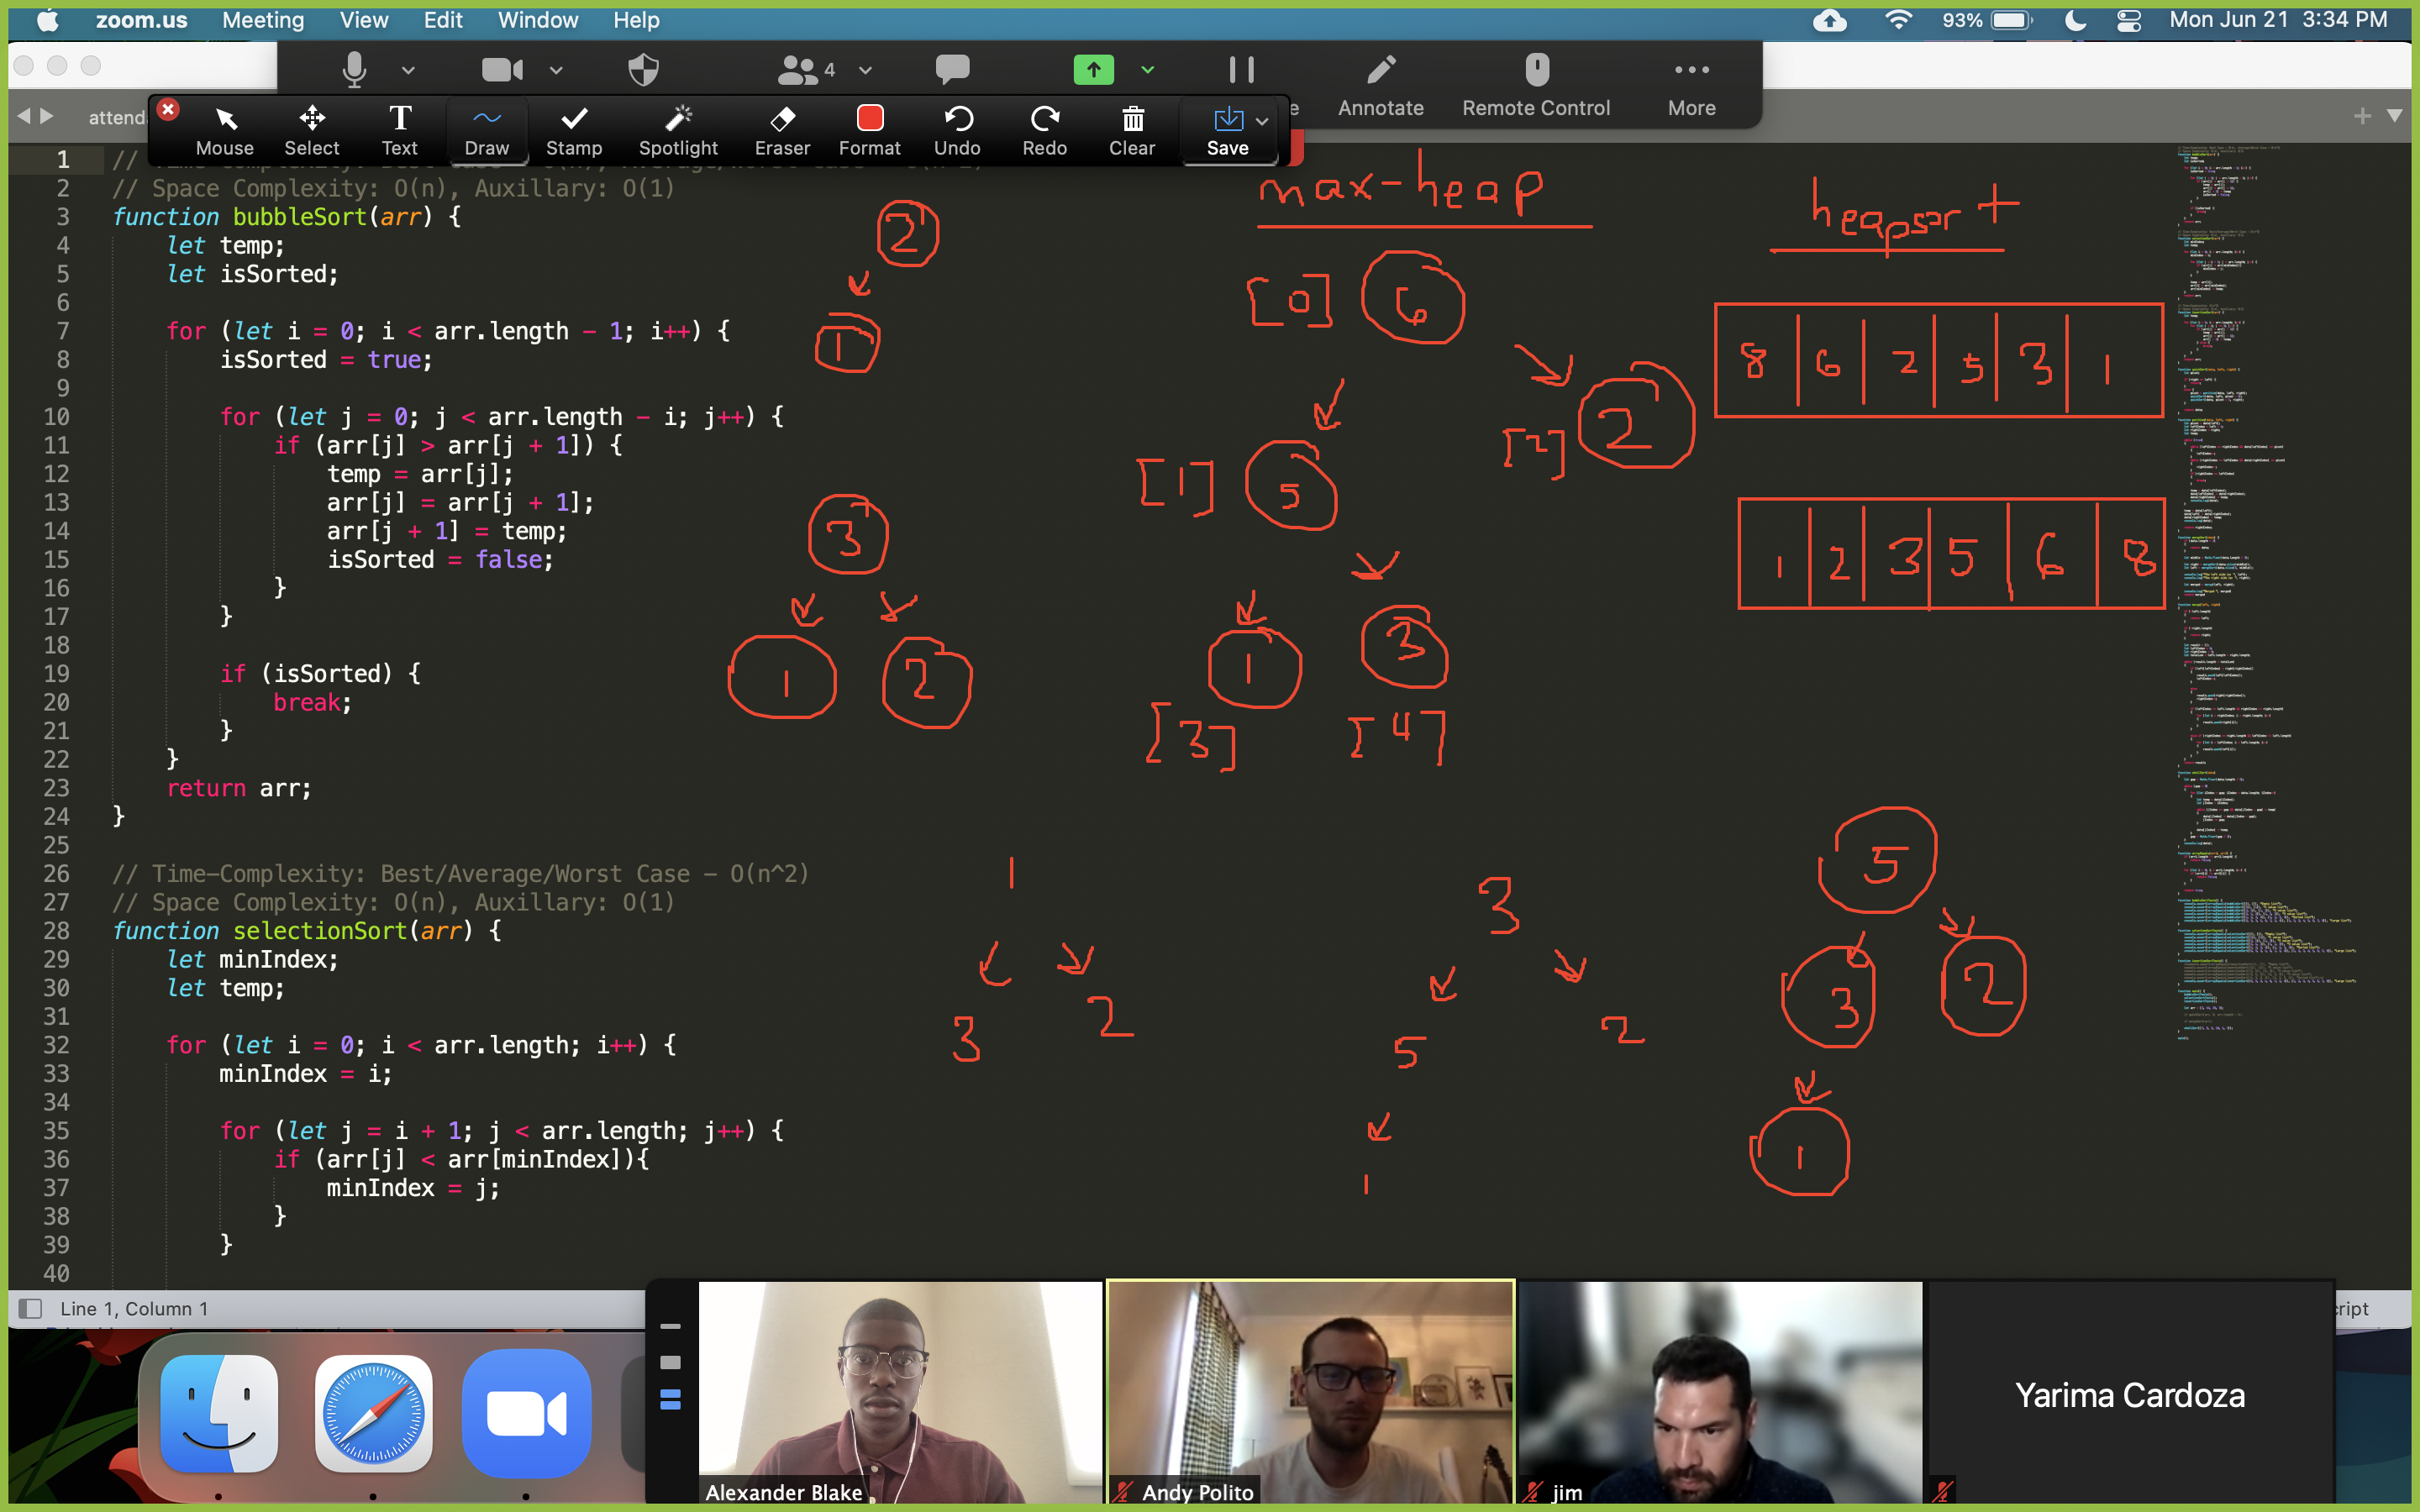 zoom.us Meeting View Edit Window Help 93% Mon Jun 21 3:34 PM
4
Annotate Remote Control More
attend
Mouse Select Text Draw Stamp Spotlight Eraser Format Undo Redo Clear Save
1 //
2 // Space Complexity: O(n), Auxillary: O(1)
3 function bubbleSort(arr) {
4 let temp;
5 let isSorted;
6
7 for (let i = 0; i < arr.length - 1; i++) {
8 isSorted = true;
9
10 for (let j = 0; j < arr.length - i; j++) {
11 if (arr[j] > arr[j + 1]) {
12 temp = arr[j];
13 arr[j] = arr[j + 1];
14 arr[j + 1] = temp;
15 isSorted = false;
16 }
17 }
18
19 if (isSorted) {
20 break;
21 }
22 }
23 return arr;
24 }
25
26 // Time-Complexity: Best/Average/Worst Case - O(n^2)
27 // Space Complexity: O(n), Auxillary: O(1)
28 function selectionSort(arr) {
29 let minIndex;
30 let temp;
31
32 for (let i = 0; i < arr.length; i++) {
33 minIndex = i;
34
35 for (let j = i + 1; j < arr.length; j++) {
36 if (arr[j] < arr[minIndex]){
37 minIndex = j;
38 }
39 }
40
2
1
3
1 2
max-heap
[0] 6
[1] 5 [2] 2
1 3
[3] [4]
heapsort
8 6 2 5 3 1
1 2 3 5 6 8
1
3 2
3
5 2
1
5
3 2
1
Line 1, Column 1
cript
Alexander Blake
Andy Polito
jim
Yarima Cardoza